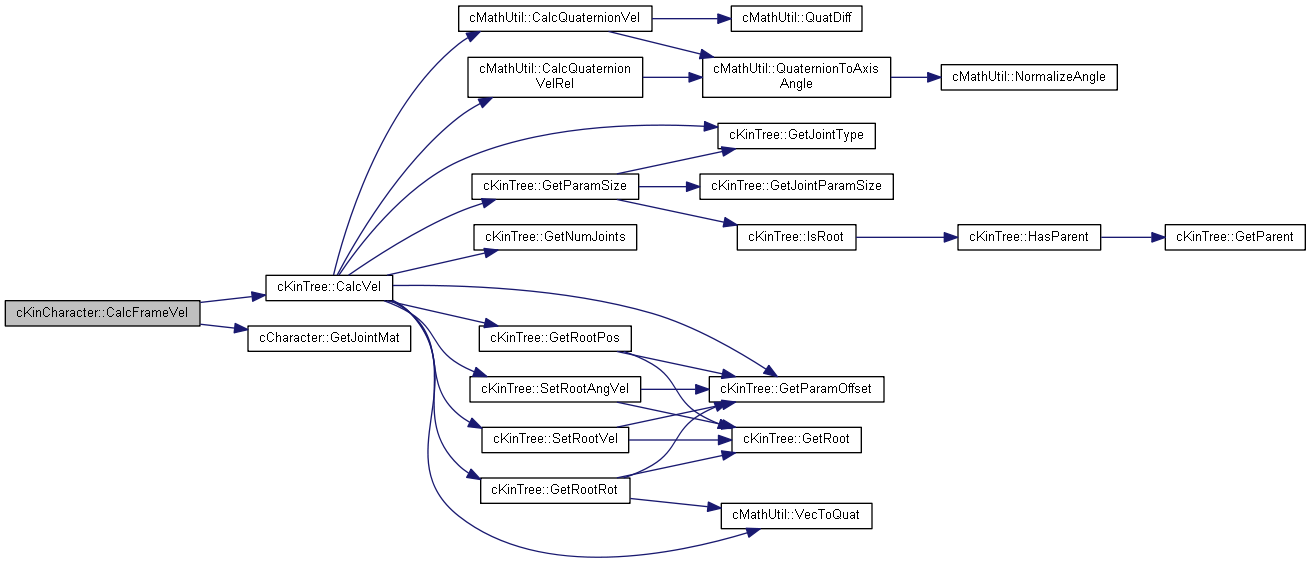 cKinCharacter::CalcFrameVel
cKinTree::CalcVel
cCharacter::GetJointMat
cMathUtil::CalcQuaternionVel
cMathUtil::CalcQuaternion
VelRel
cKinTree::GetParamSize
cKinTree::GetNumJoints
cKinTree::GetRootPos
cKinTree::SetRootAngVel
cKinTree::SetRootVel
cKinTree::GetRootRot
cMathUtil::QuatDiff
cMathUtil::QuaternionToAxis
Angle
cKinTree::GetJointType
cKinTree::GetJointParamSize
cKinTree::IsRoot
cKinTree::GetParamOffset
cKinTree::GetRoot
cMathUtil::VecToQuat
cMathUtil::NormalizeAngle
cKinTree::HasParent
cKinTree::GetParent